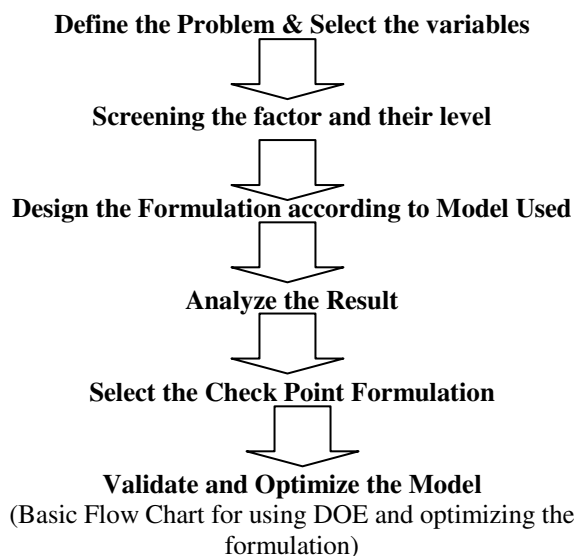 Define the Problem & Select the variables
Screening the factor and their level
Design the Formulation according to Model Used
Analyze the Result
Select the Check Point Formulation
Validate and Optimize the Model
(Basic Flow Chart for using DOE and optimizing the
formulation)